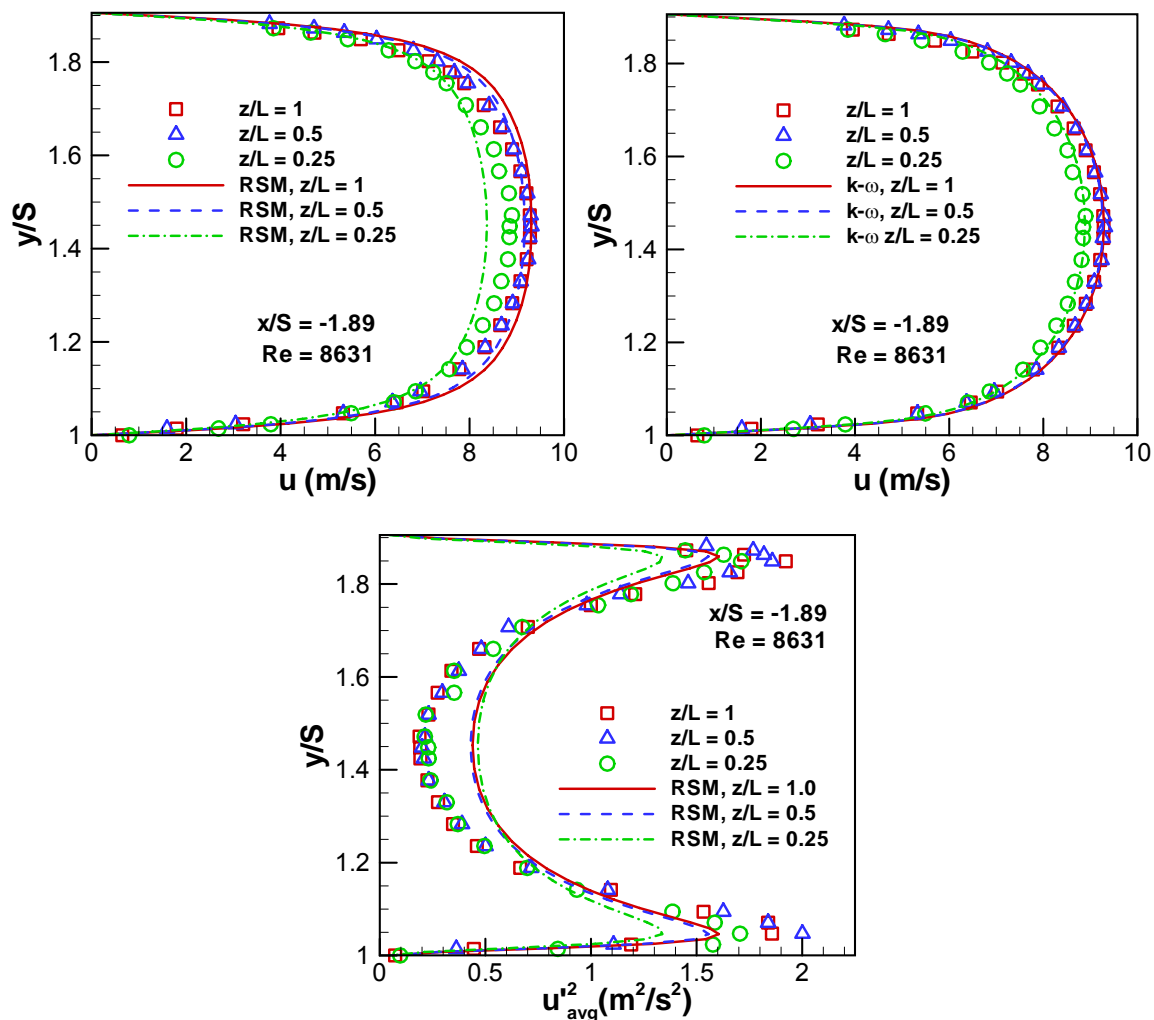 1.8
1.6
1.4
1.2
1
y/S
z/L = 1
z/L = 0.5
z/L = 0.25
RSM, z/L = 1
RSM, z/L = 0.5
RSM, z/L = 0.25
x/S = -1.89
Re = 8631
0 2 4 6 8 10
u (m/s)
1.8
1.6
1.4
1.2
1
y/S
z/L = 1
z/L = 0.5
z/L = 0.25
k-ω, z/L = 1
k-ω, z/L = 0.5
k-ω z/L = 0.25
x/S = -1.89
Re = 8631
0 2 4 6 8 10
u (m/s)
1.8
1.6
1.4
1.2
1
y/S
x/S = -1.89
Re = 8631
z/L = 1
z/L = 0.5
z/L = 0.25
RSM, z/L = 1.0
RSM, z/L = 0.5
RSM, z/L = 0.25
0 0.5 1 1.5 2
u'²avg(m²/s²)